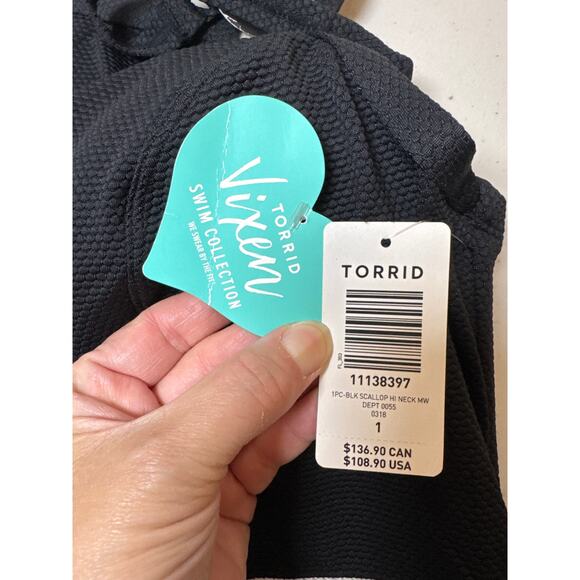 TORRID
Vixen
SWIM COLLECTION
WE SWEAR BY THE FIT
TORRID
FL_3D
11138397
1PC-BLK SCALLOP HI NECK MW
DEPT 0055
0318
1
$136.90 CAN
$108.90 USA